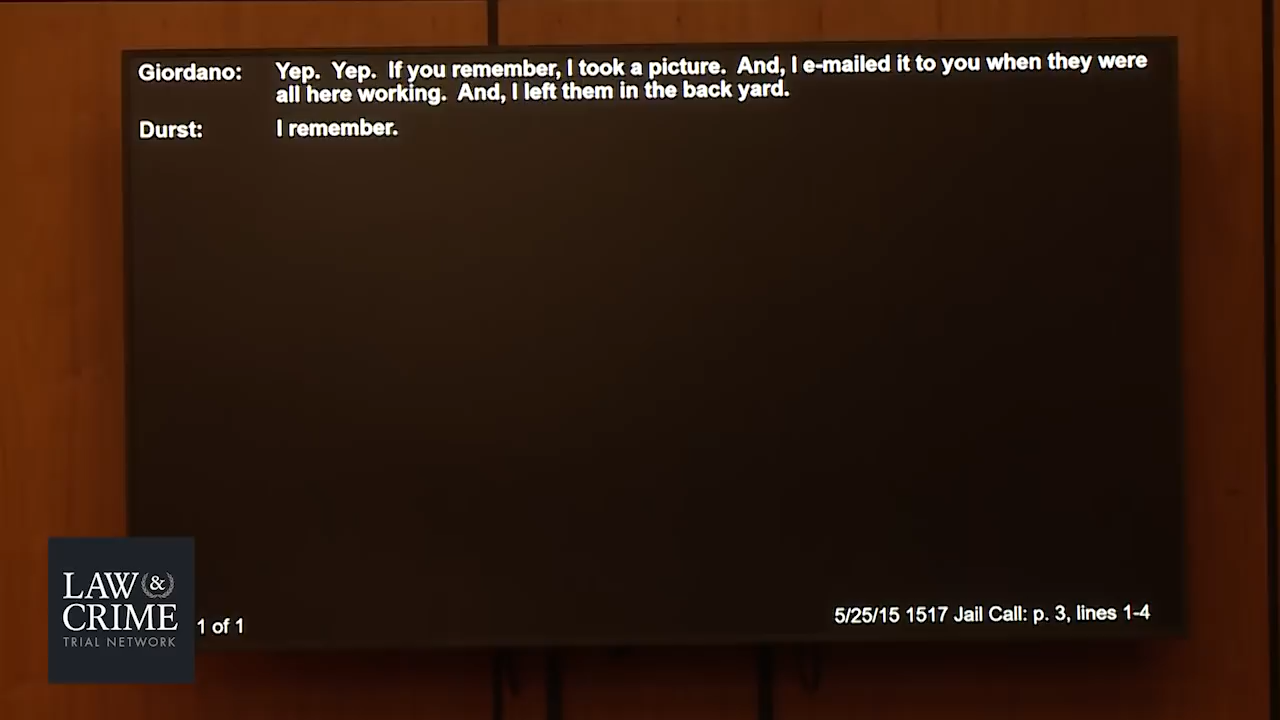 Giordano: Yep. Yep. If you remember, I took a picture. And, I e-mailed it to you when they were
all here working. And, I left them in the back yard.
Durst: I remember.
LAW &
CRIME
TRIAL NETWORK
1 of 1
5/25/15 1517 Jail Call: p. 3, lines 1-4